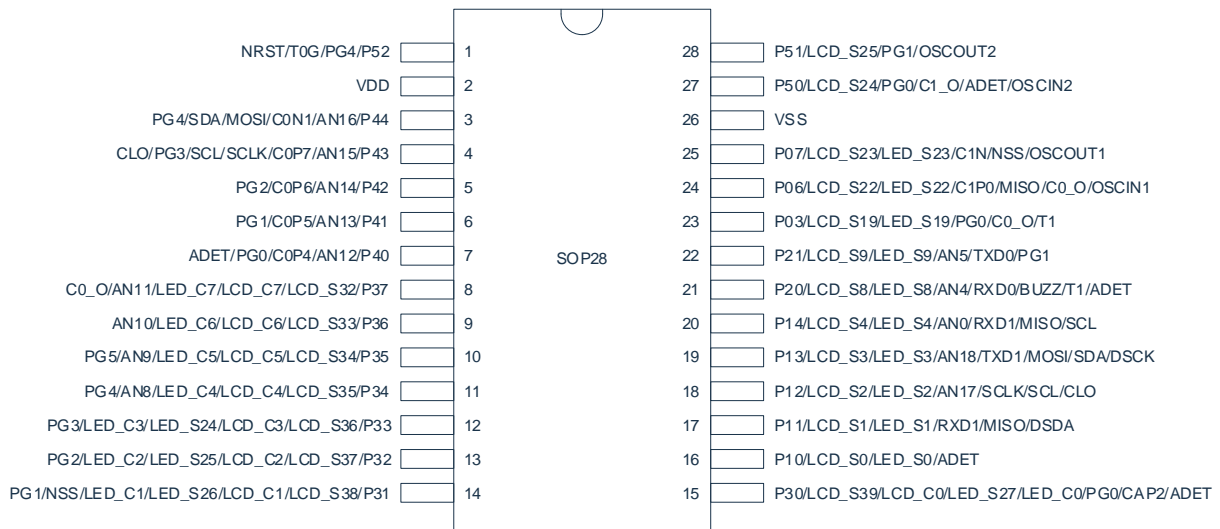 NRST/T0G/PG4/P52 1 28 P51/LCD_S25/PG1/OSCOUT2
VDD 2 27 P50/LCD_S24/PG0/C1_O/ADET/OSCIN2
PG4/SDA/MOSI/C0N1/AN16/P44 3 26 VSS
CLO/PG3/SCL/SCLK/C0P7/AN15/P43 4 25 P07/LCD_S23/LED_S23/C1N/NSS/OSCOUT1
PG2/C0P6/AN14/P42 5 24 P06/LCD_S22/LED_S22/C1P0/MISO/C0_O/OSCIN1
PG1/C0P5/AN13/P41 6 23 P03/LCD_S19/LED_S19/PG0/C0_O/T1
ADET/PG0/C0P4/AN12/P40 7 SOP28 22 P21/LCD_S9/LED_S9/AN5/TXD0/PG1
C0_O/AN11/LED_C7/LCD_C7/LCD_S32/P37 8 21 P20/LCD_S8/LED_S8/AN4/RXD0/BUZZ/T1/ADET
AN10/LED_C6/LCD_C6/LCD_S33/P36 9 20 P14/LCD_S4/LED_S4/AN0/RXD1/MISO/SCL
PG5/AN9/LED_C5/LCD_C5/LCD_S34/P35 10 19 P13/LCD_S3/LED_S3/AN18/TXD1/MOSI/SDA/DSCK
PG4/AN8/LED_C4/LCD_C4/LCD_S35/P34 11 18 P12/LCD_S2/LED_S2/AN17/SCLK/SCL/CLO
PG3/LED_C3/LED_S24/LCD_C3/LCD_S36/P33 12 17 P11/LCD_S1/LED_S1/RXD1/MISO/DSDA
PG2/LED_C2/LED_S25/LCD_C2/LCD_S37/P32 13 16 P10/LCD_S0/LED_S0/ADET
PG1/NSS/LED_C1/LED_S26/LCD_C1/LCD_S38/P31 14 15 P30/LCD_S39/LCD_C0/LED_S27/LED_C0/PG0/CAP2/ADET